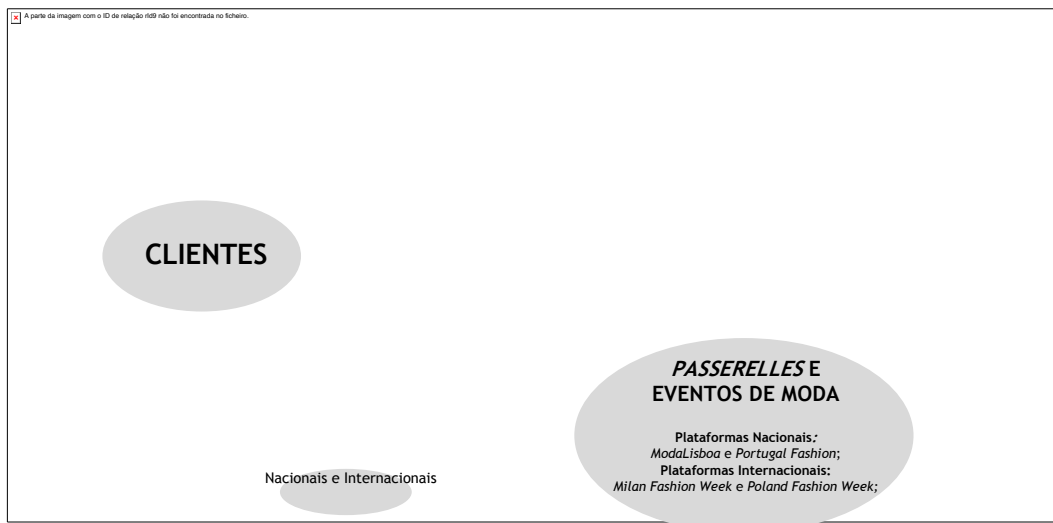 A parte da imagem com o ID de relação rId9 não foi encontrada no ficheiro.
CLIENTES
PASSERELLES E
EVENTOS DE MODA
Plataformas Nacionais:
ModaLisboa e Portugal Fashion;
Plataformas Internacionais:
Milan Fashion Week e Poland Fashion Week;
Nacionais e Internacionais